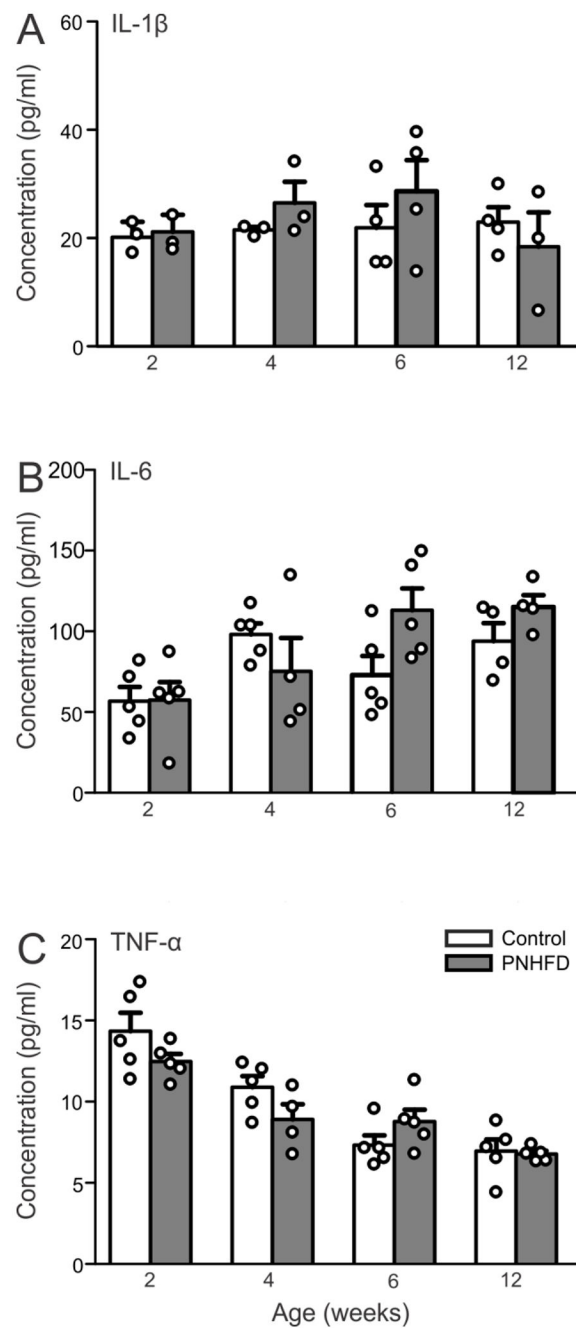 A IL-1β
Concentration (pg/ml)
60
40
20
0
2 4 6 12
B IL-6
Concentration (pg/ml)
200
150
100
50
0
2 4 6 12
C TNF-α
Control
PNHFD
Concentration (pg/ml)
20
15
10
5
0
2 4 6 12
Age (weeks)